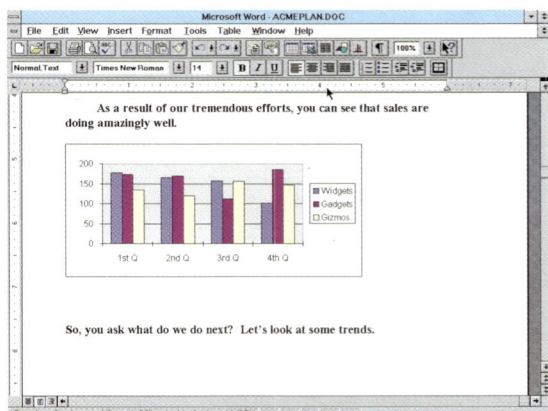 Microsoft Word - ACMEPLAN.DOC
File Edit View Insert Format Tools Table Window Help
100%
Normal,Text Times New Roman 14 B I U
As a result of our tremendous efforts, you can see that sales are
doing amazingly well.
200
150
100
50
0
1st Q 2nd Q 3rd Q 4th Q
Widgets
Gadgets
Gizmos
So, you ask what do we do next? Let's look at some trends.